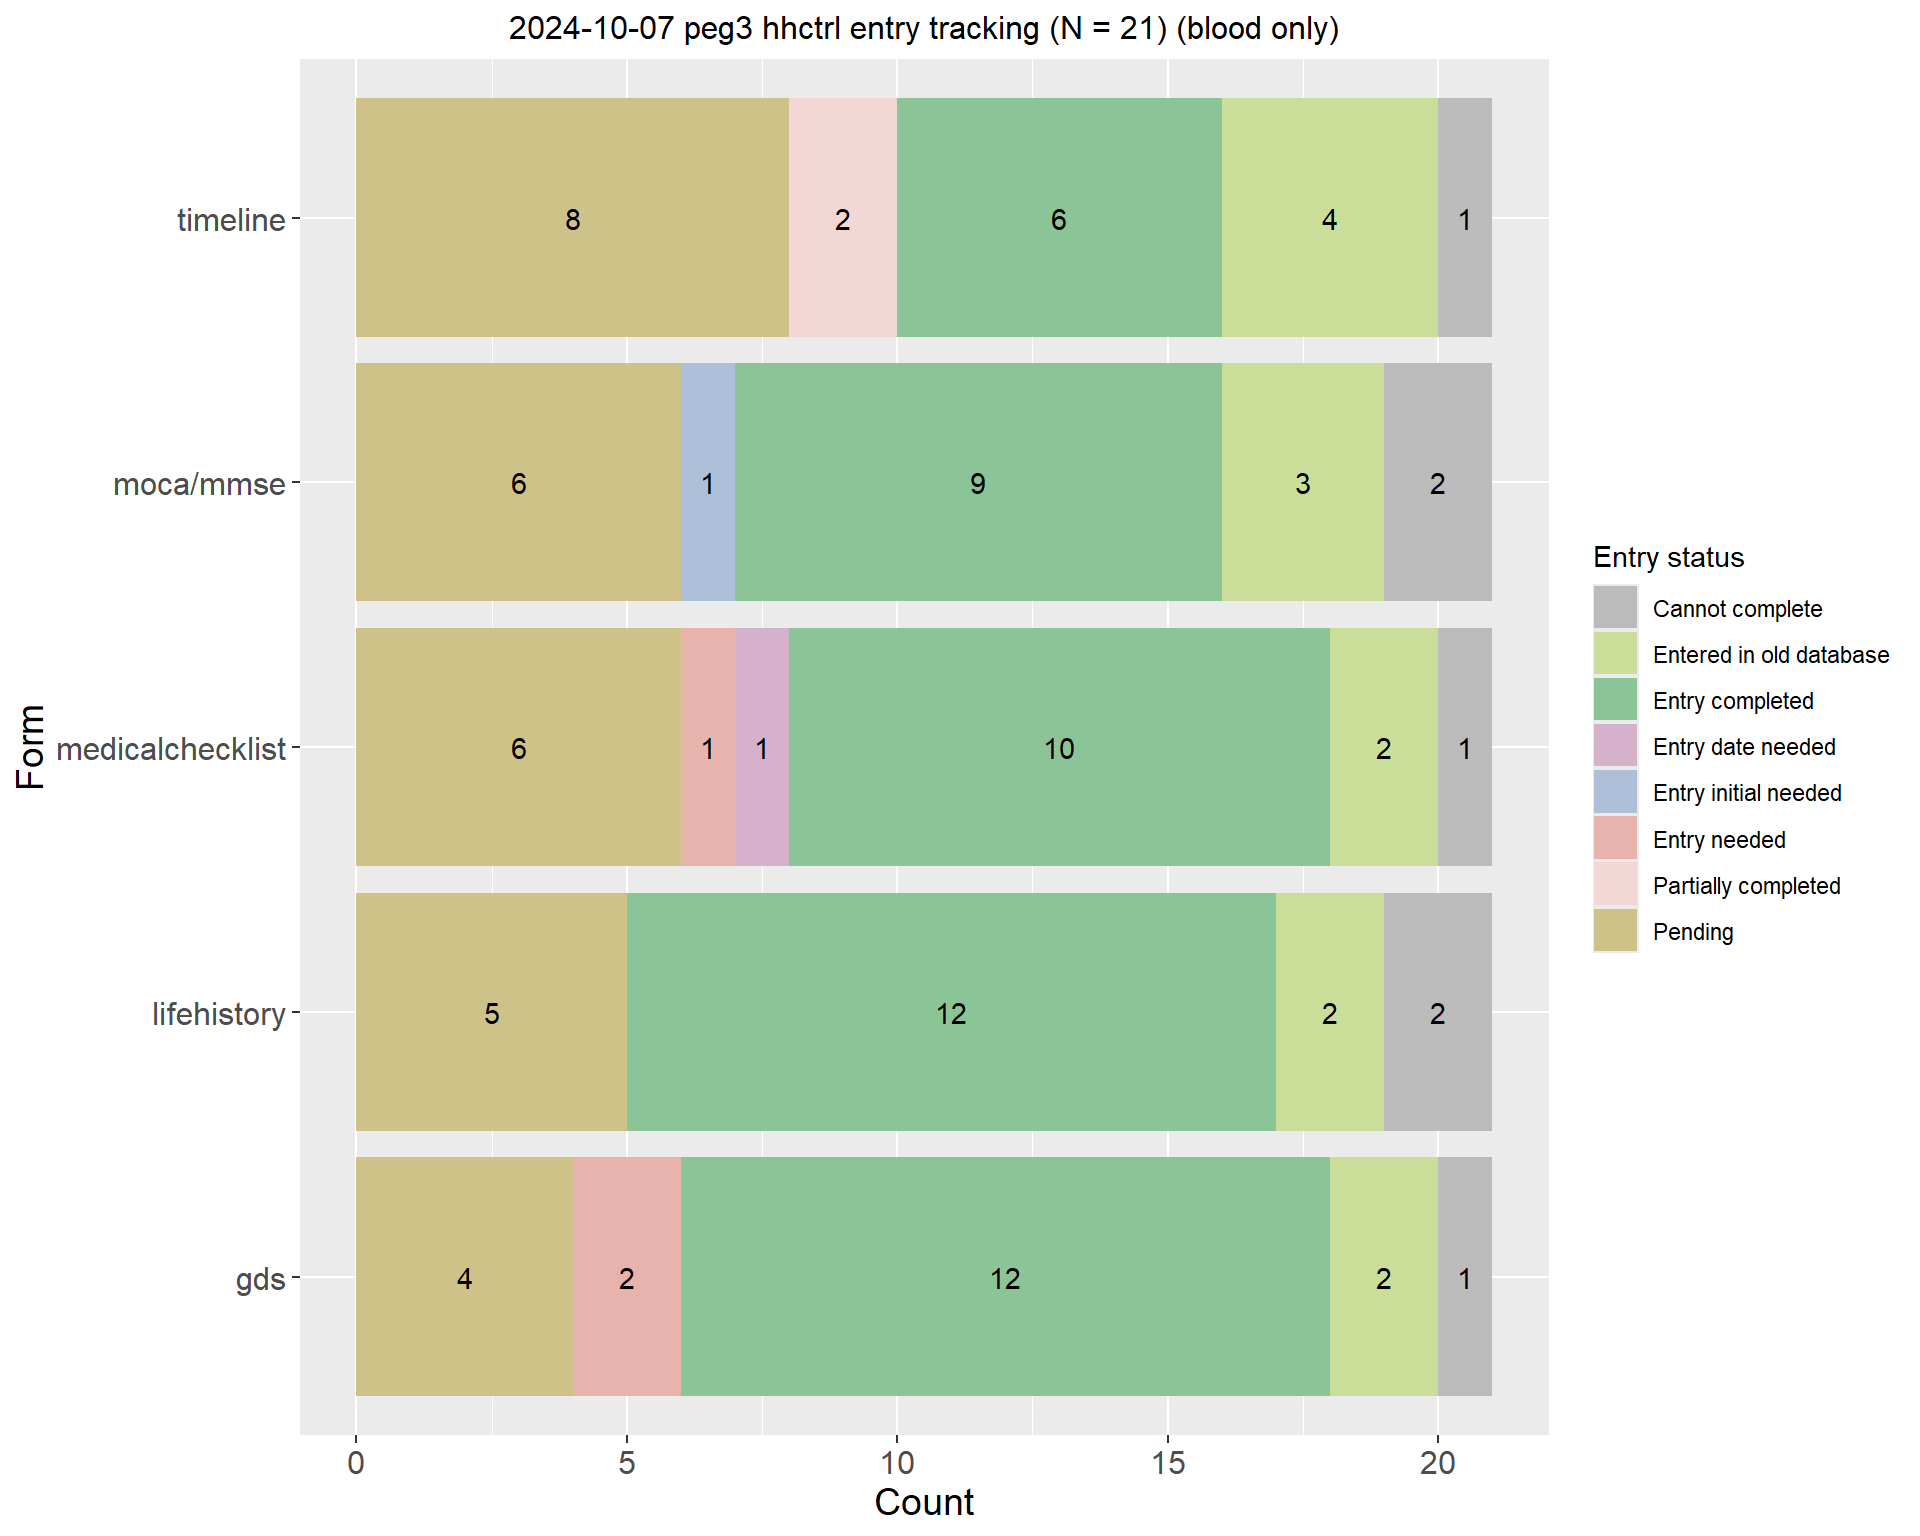 2024-10-07 peg3 hhctrl entry tracking (N = 21) (blood only)
timeline
8 2 6 4 1
moca/mmse
6 1 9 3 2
medicalchecklist
6 1 1 10 2 1
lifehistory
5 12 2 2
gds
4 2 12 2 1
Form
0 5 10 15 20
Count
Entry status
Cannot complete
Entered in old database
Entry completed
Entry date needed
Entry initial needed
Entry needed
Partially completed
Pending